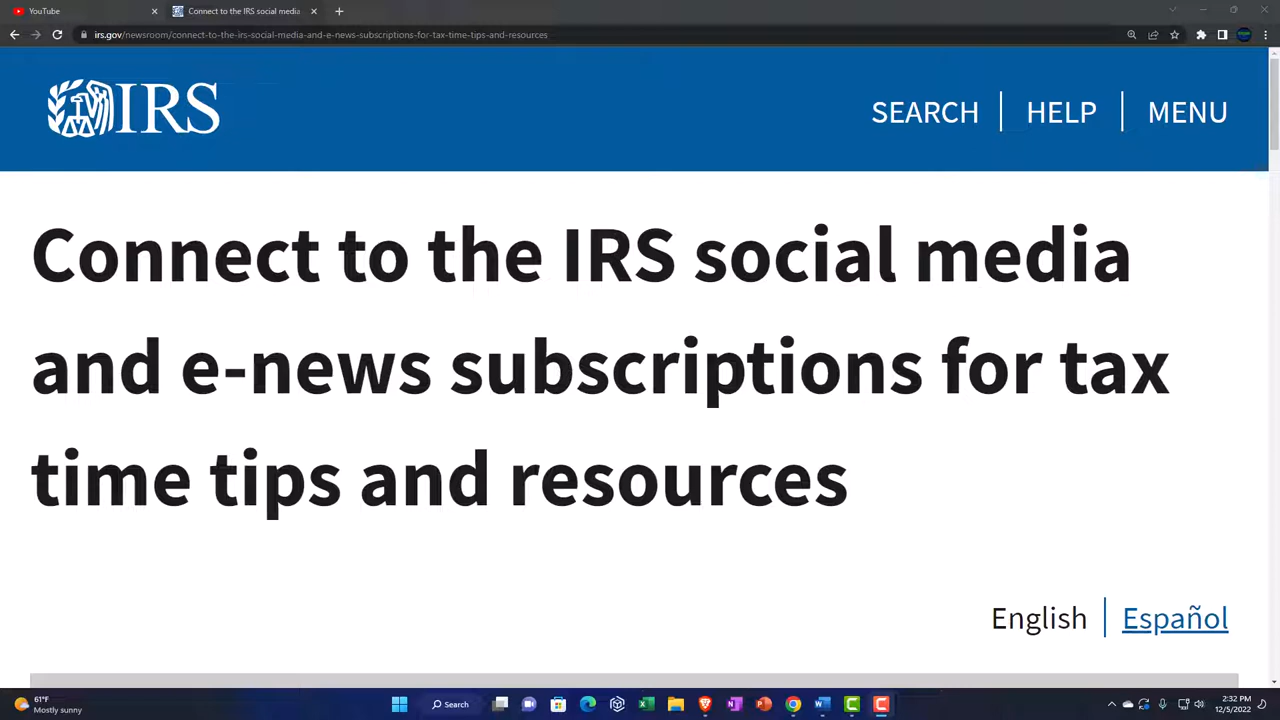 YouTube
Connect to the IRS social media
irs.gov/newsroom/connect-to-the-irs-social-media-and-e-news-subscriptions-for-tax-time-tips-and-resources
IRS
SEARCH
HELP
MENU
Connect to the IRS social media
and e-news subscriptions for tax
time tips and resources
English
Español
61°F
Mostly sunny
Search
2:32 PM
12/5/2022